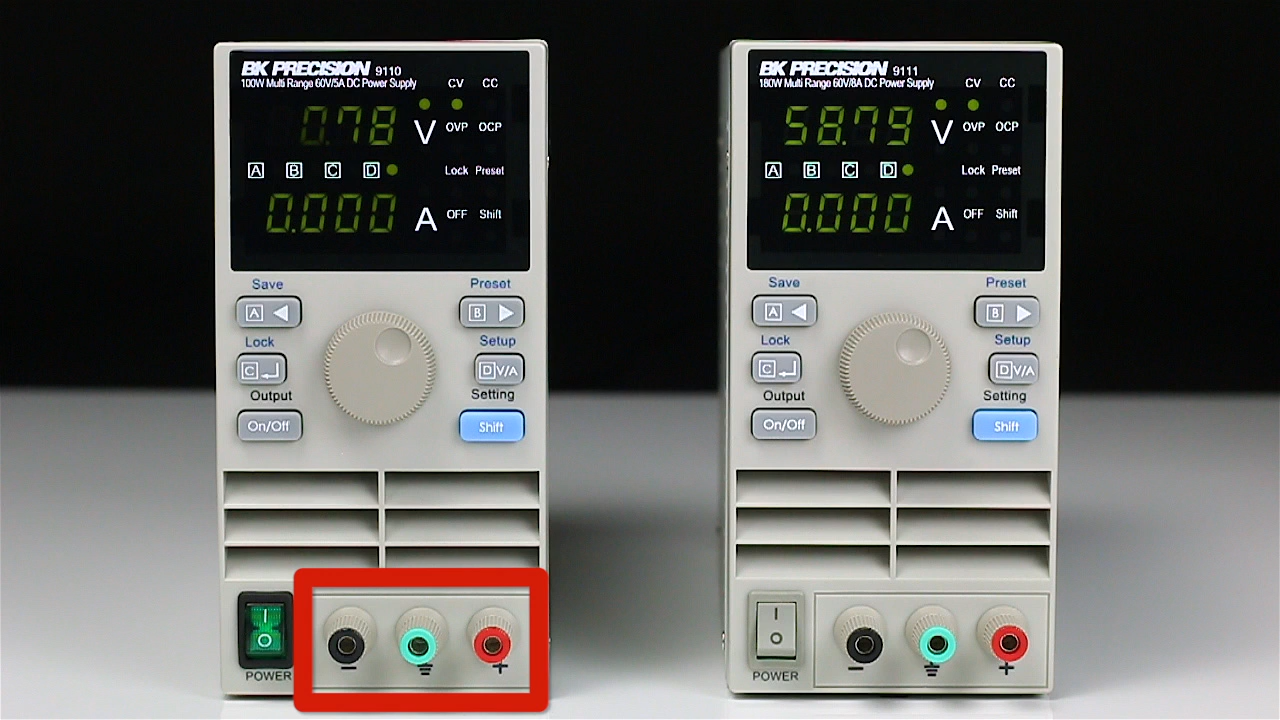 BK PRECISION 9110
100W Multi Range 60V/5A DC Power Supply
CV CC
0.78 V OVP OCP
A B C D Lock Preset
0.000 A OFF Shift
Save Preset
A B
Lock Setup
C D V/A
Output Setting
On/Off Shift
POWER
I
O
- +
BK PRECISION 9111
180W Multi Range 60V/8A DC Power Supply
CV CC
58.79 V OVP OCP
A B C D Lock Preset
0.000 A OFF Shift
Save Preset
A B
Lock Setup
C D V/A
Output Setting
On/Off Shift
I
O
POWER
- +